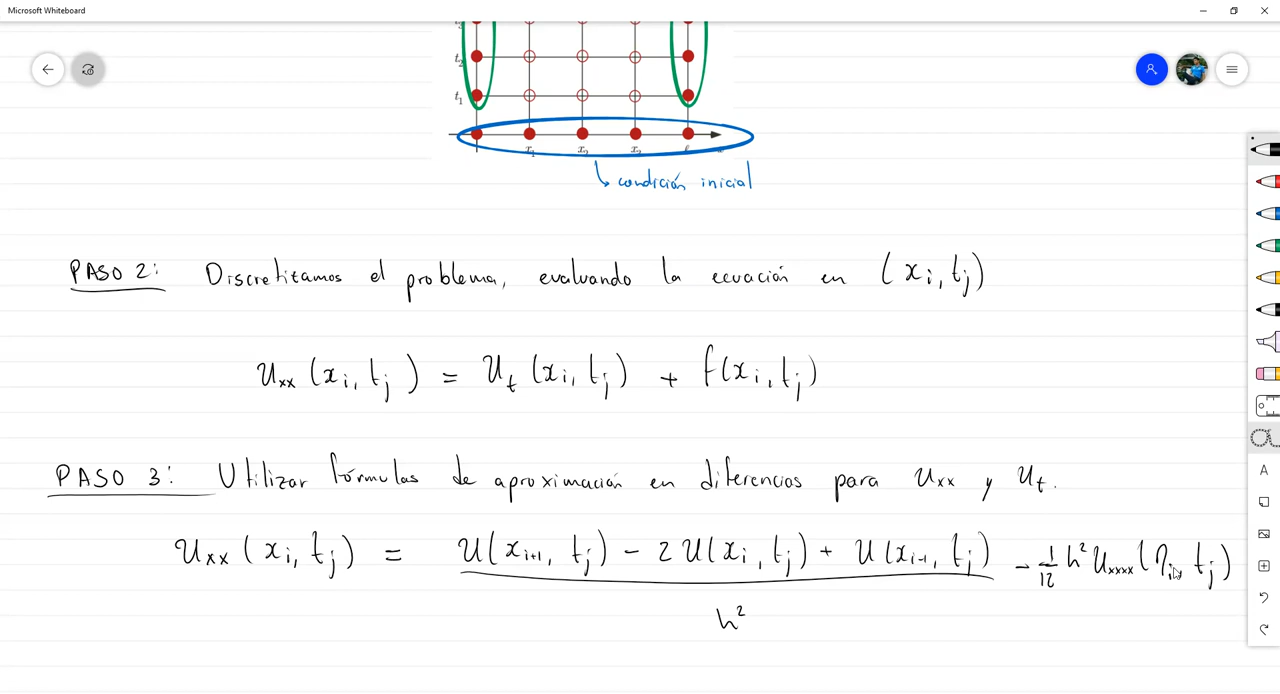 Microsoft Whiteboard
t₂
t₁
x₁ x₂ x₃ ℓ
condición inicial
PASO 2: Discretitamos el problema, evaluando la ecuación en (xᵢ, tⱼ)
uₓₓ (xᵢ, tⱼ) = uₜ (xᵢ, tⱼ) + f(xᵢ, tⱼ)
PASO 3: Utilizar fórmulas de aproximación en diferencias para uₓₓ y uₜ.
uₓₓ (xᵢ, tⱼ) = u(xᵢ₊₁, tⱼ) - 2 u(xᵢ, tⱼ) + u(xᵢ₋₁, tⱼ) - 1/12 h² uₓₓₓₓ(ηᵢ, tⱼ)
h²